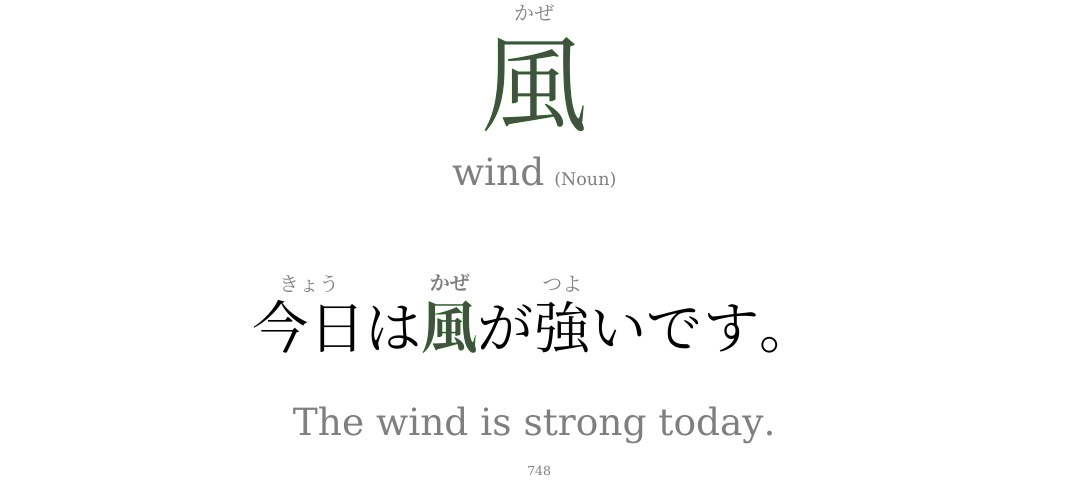 かぜ
風
wind (Noun)
きょう かぜ つよ
今日は風が強いです。
The wind is strong today.
748